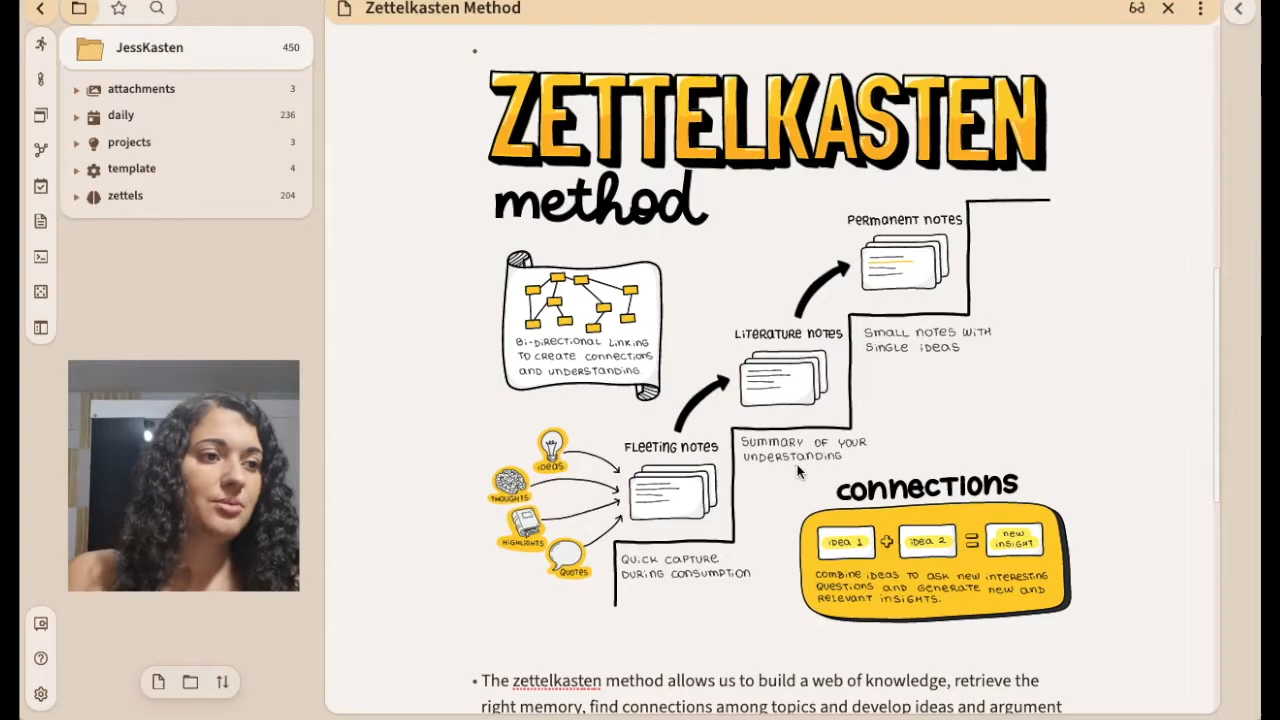 Zettelkasten Method
JessKasten 450
attachments 3
daily 236
projects 3
template 4
zettels 204
ZETTELKASTEN
method
PERMANENT NOTES
SMALL NOTES WITH
SINGLE IDEAS
LITERATURE NOTES
SUMMARY OF YOUR
UNDERSTANDING
BI-DIRECTIONAL LINKING
TO CREATE CONNECTIONS
AND UNDERSTANDING
FLEETING NOTES
IDEAS
THOUGHTS
HIGHLIGHTS
QUOTES
QUICK CAPTURE
DURING CONSUMPTION
CONNECTIONS
IDEA 1 + IDEA 2 = NEW
INSIGHT
COMBINE IDEAS TO ASK NEW INTERESTING
QUESTIONS AND GENERATE NEW AND
RELEVANT INSIGHTS.
• The zettelkasten method allows us to build a web of knowledge, retrieve the
right memory, find connections among topics and develop ideas and argument